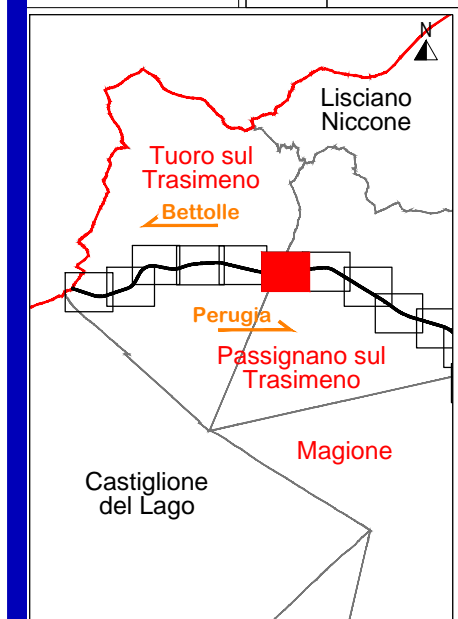 N
Lisciano
Niccone
Tuoro sul
Trasimeno
Bettolle
Perugia
Passignano sul
Trasimeno
Magione
Castiglione
del Lago